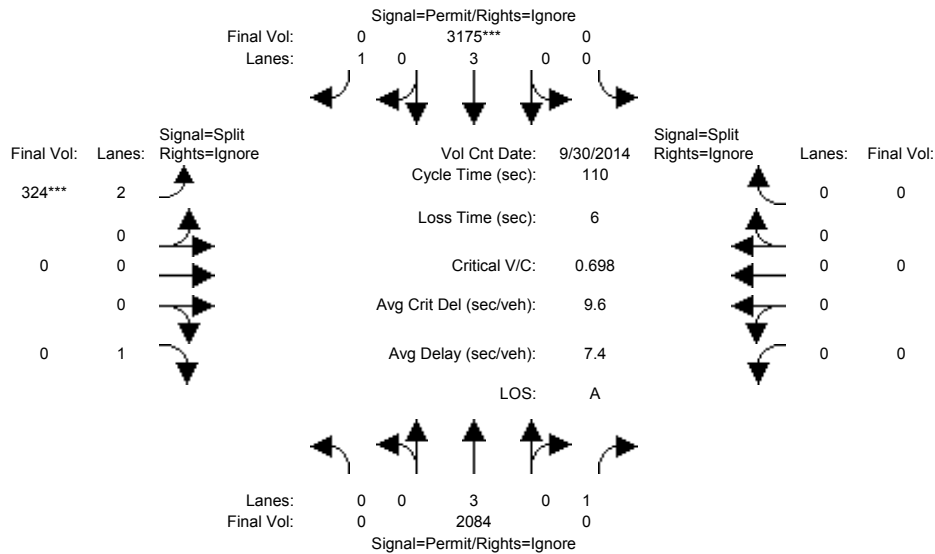 Signal=Permit/Rights=Ignore
Final Vol: 0 3175*** 0
Lanes: 1 0 3 0 0
Signal=Split Signal=Split
Final Vol: Lanes: Rights=Ignore Vol Cnt Date: 9/30/2014 Rights=Ignore Lanes: Final Vol:
Cycle Time (sec): 110
324*** 2 0 0
Loss Time (sec): 6
0 0
0 0 Critical V/C: 0.698 0 0
0 Avg Crit Del (sec/veh): 9.6 0
0 1 Avg Delay (sec/veh): 7.4 0 0
LOS: A
Lanes: 0 0 3 0 1
Final Vol: 0 2084 0
Signal=Permit/Rights=Ignore